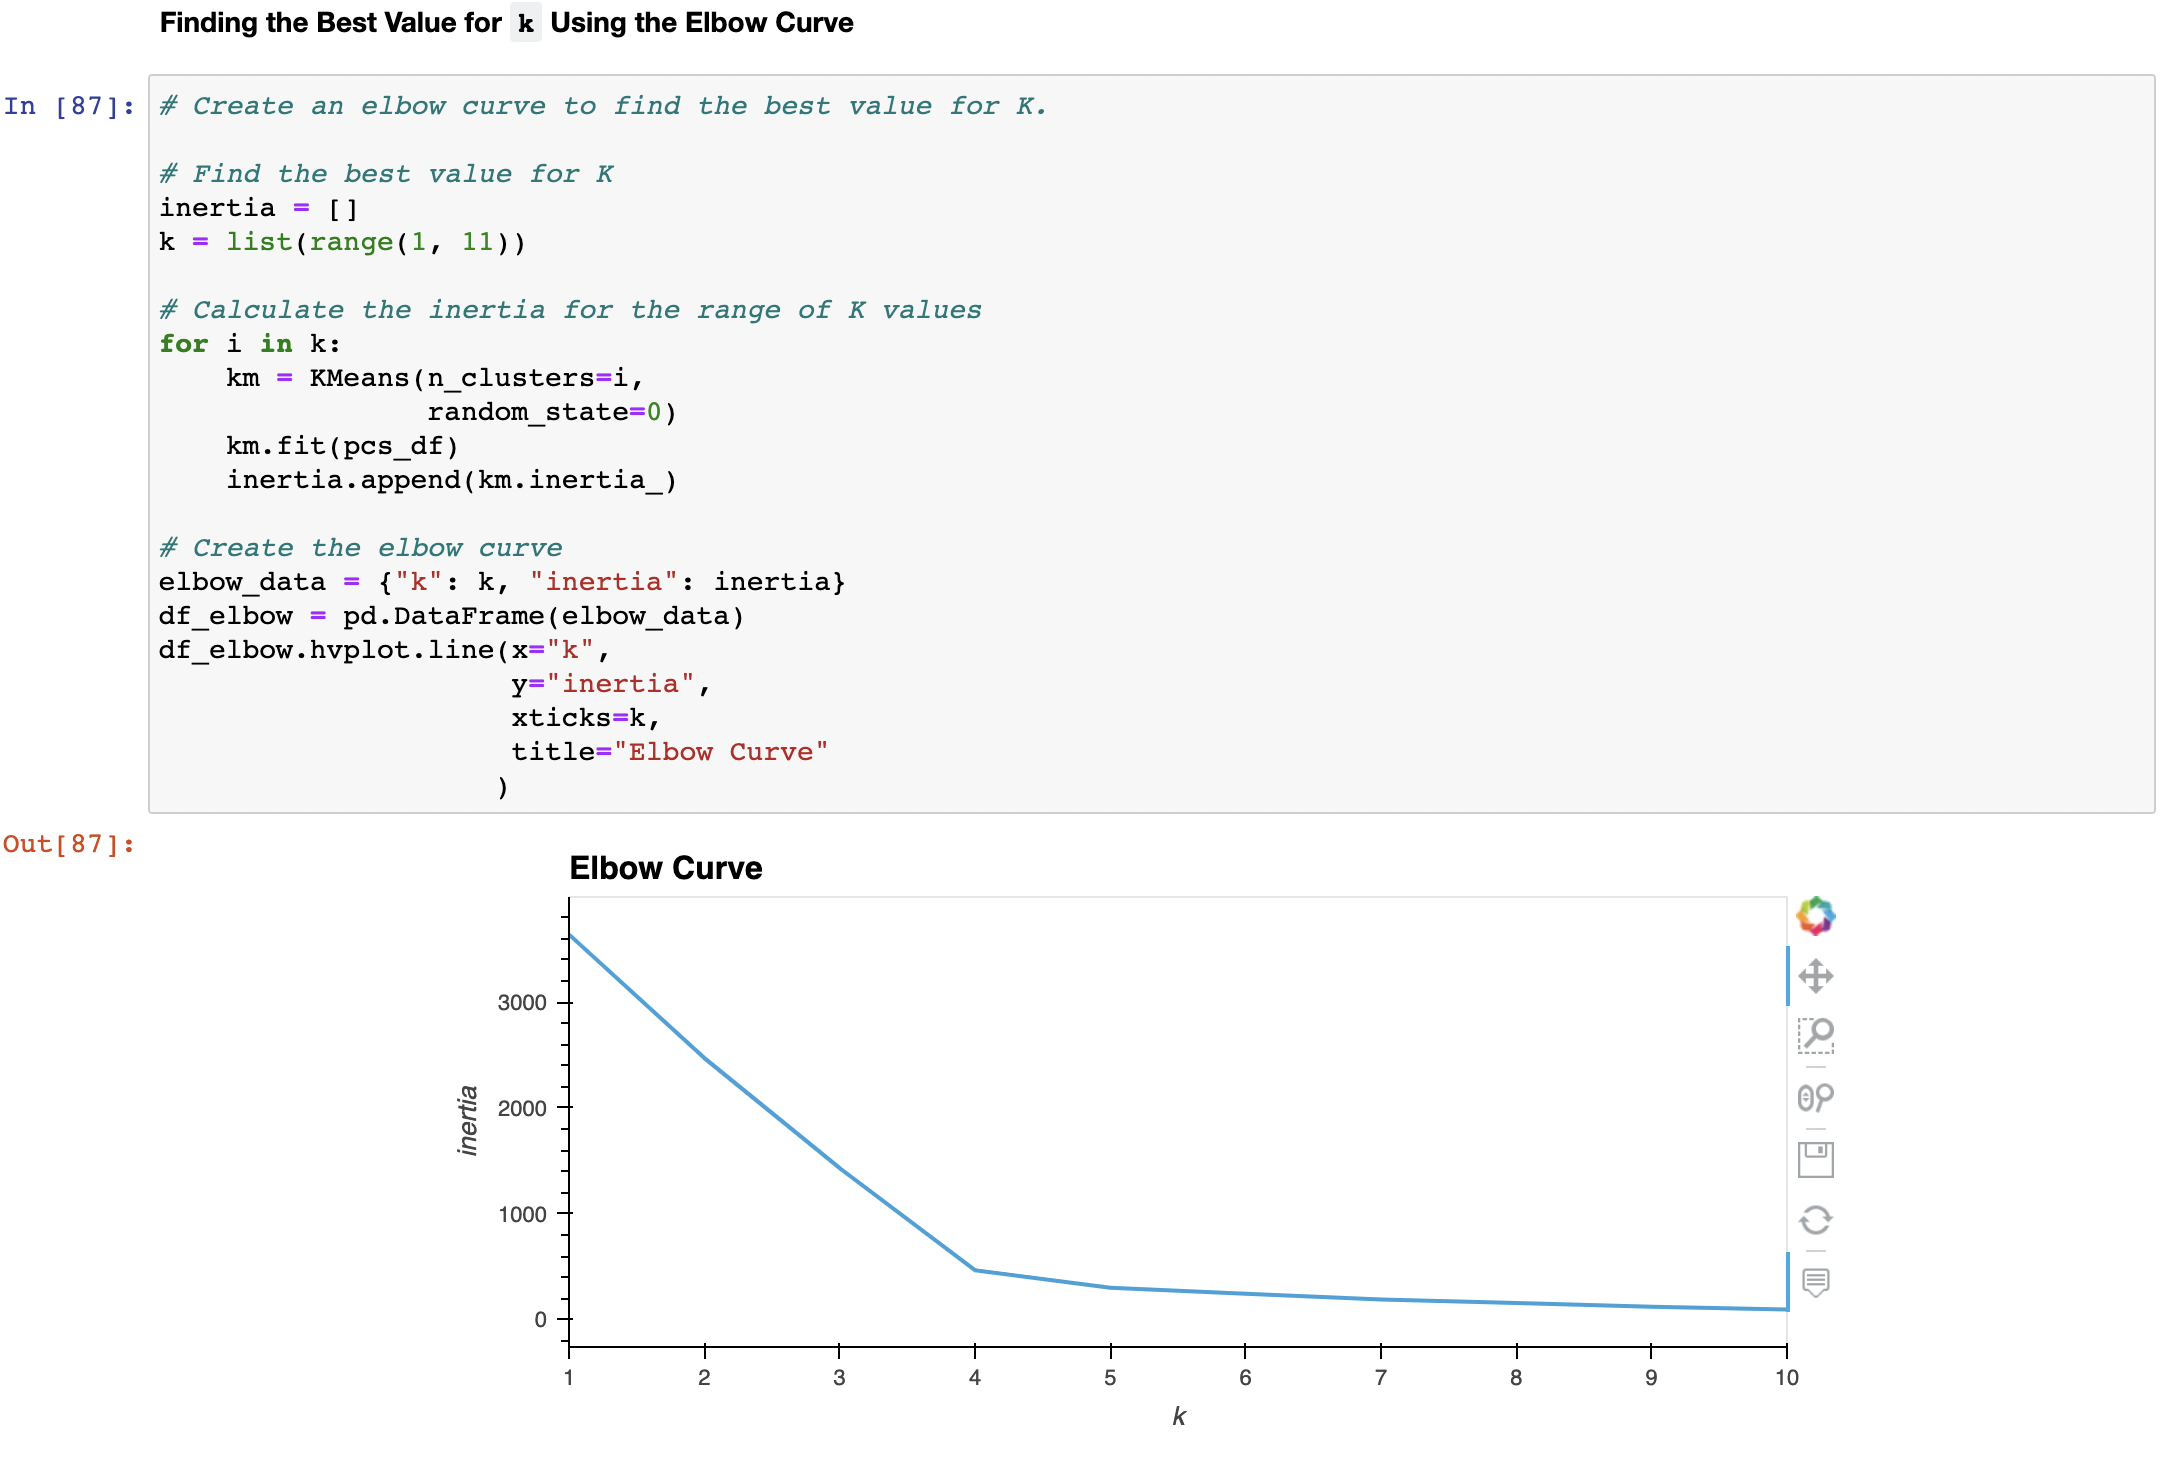 Finding the Best Value for k Using the Elbow Curve
In [87]:
# Create an elbow curve to find the best value for K.
# Find the best value for K
inertia = []
k = list(range(1, 11))
# Calculate the inertia for the range of K values
for i in k:
    km = KMeans(n_clusters=i,
                random_state=0)
    km.fit(pcs_df)
    inertia.append(km.inertia_)
# Create the elbow curve
elbow_data = {"k": k, "inertia": inertia}
df_elbow = pd.DataFrame(elbow_data)
df_elbow.hvplot.line(x="k",
                     y="inertia",
                     xticks=k,
                     title="Elbow Curve"
                    )
Out[87]:
Elbow Curve
3000
2000
1000
0
inertia
1 2 3 4 5 6 7 8 9 10
k